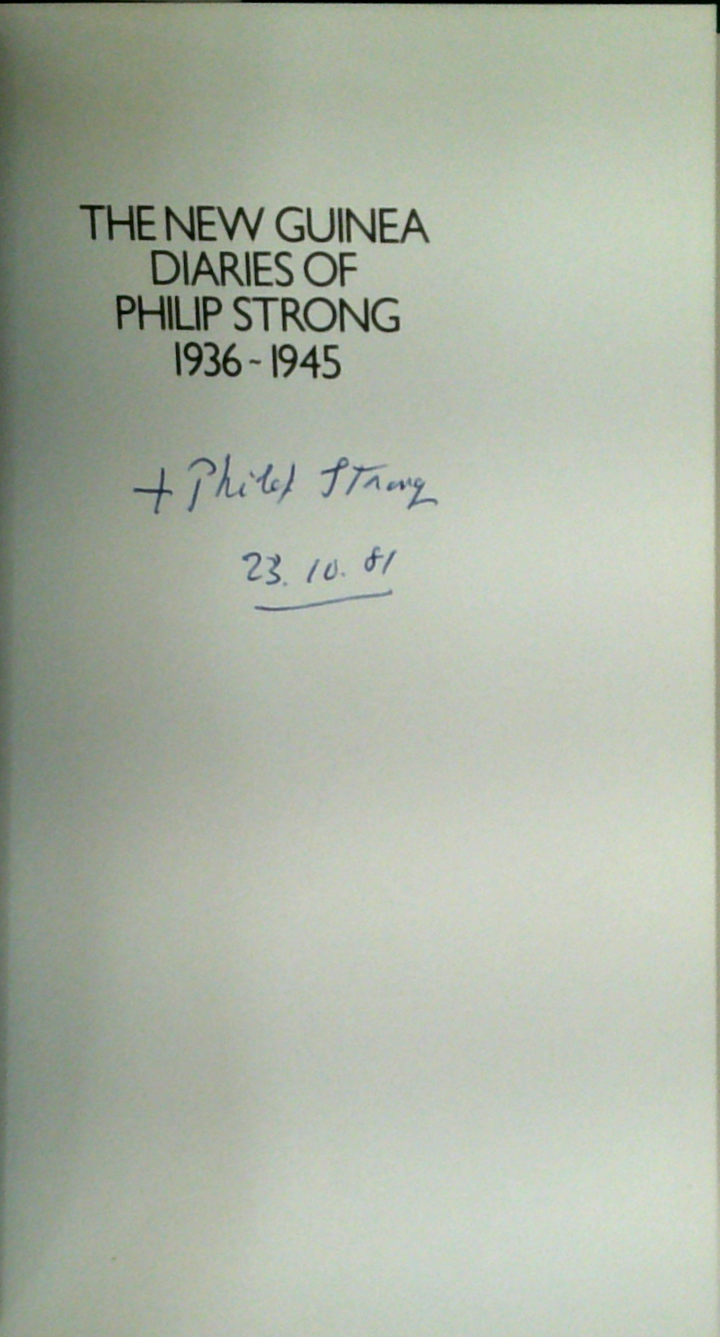 THE NEW GUINEA
DIARIES OF
PHILIP STRONG
1936-1945
+ Philip Strong
23.10.81